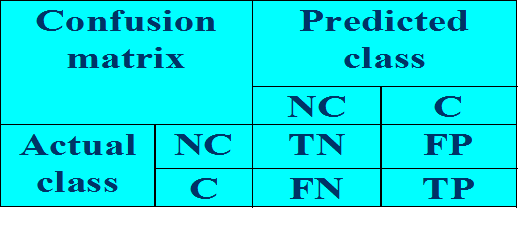 Confusion matrix
Predicted class
NC C
Actual class
NC TN FP
C FN TP